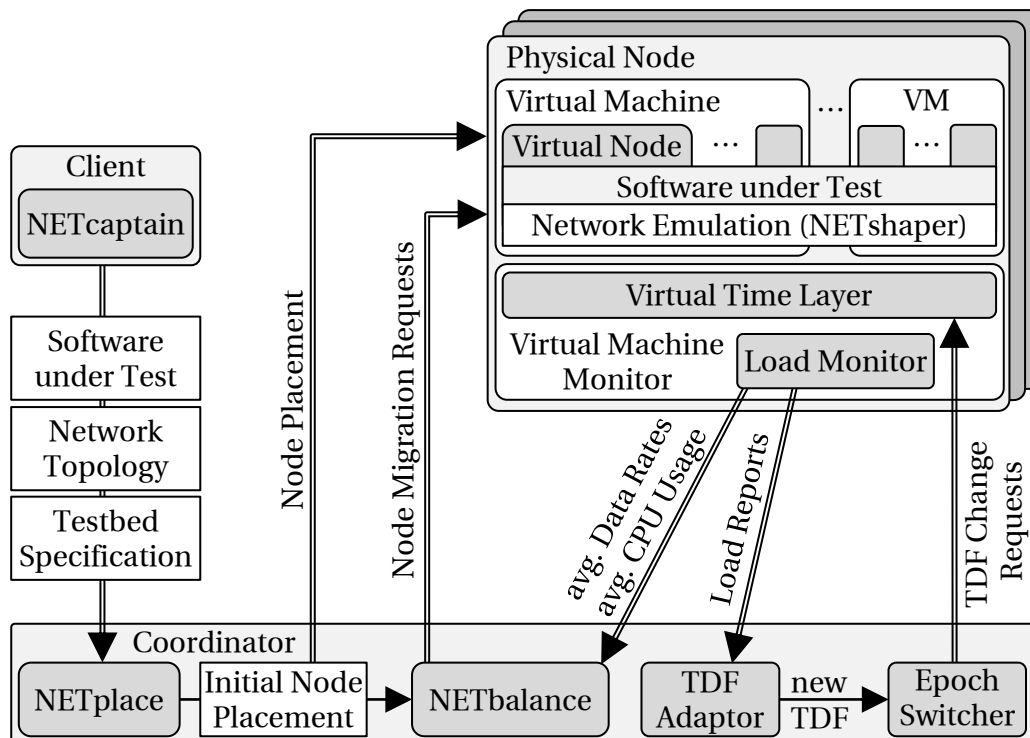 Physical Node
Virtual Machine
...
VM
Virtual Node
...
...
Software under Test
Network Emulation (NETshaper)
Virtual Time Layer
Virtual Machine
Monitor
Load Monitor
Client
NETcaptain
Software
under Test
Network
Topology
Testbed
Specification
Node Placement
Node Migration Requests
avg. Data Rates
avg. CPU Usage
Load Reports
TDF Change
Requests
Coordinator
NETplace
Initial Node
Placement
NETbalance
TDF
Adaptor
new
TDF
Epoch
Switcher